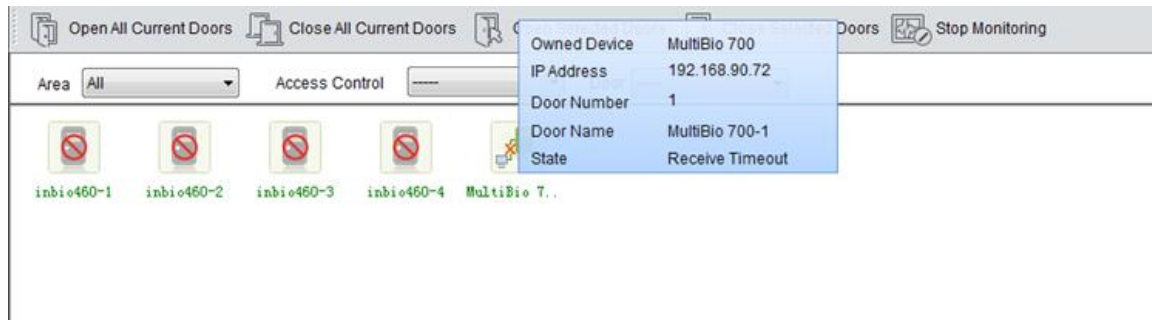 Open All Current Doors Close All Current Doors Doors Stop Monitoring
Owned Device MultiBio 700
IP Address 192.168.90.72
Door Number 1
Door Name MultiBio 700-1
State Receive Timeout
Area All Access Control -----
inbio460-1 inbio460-2 inbio460-3 inbio460-4 MultiBio 7..